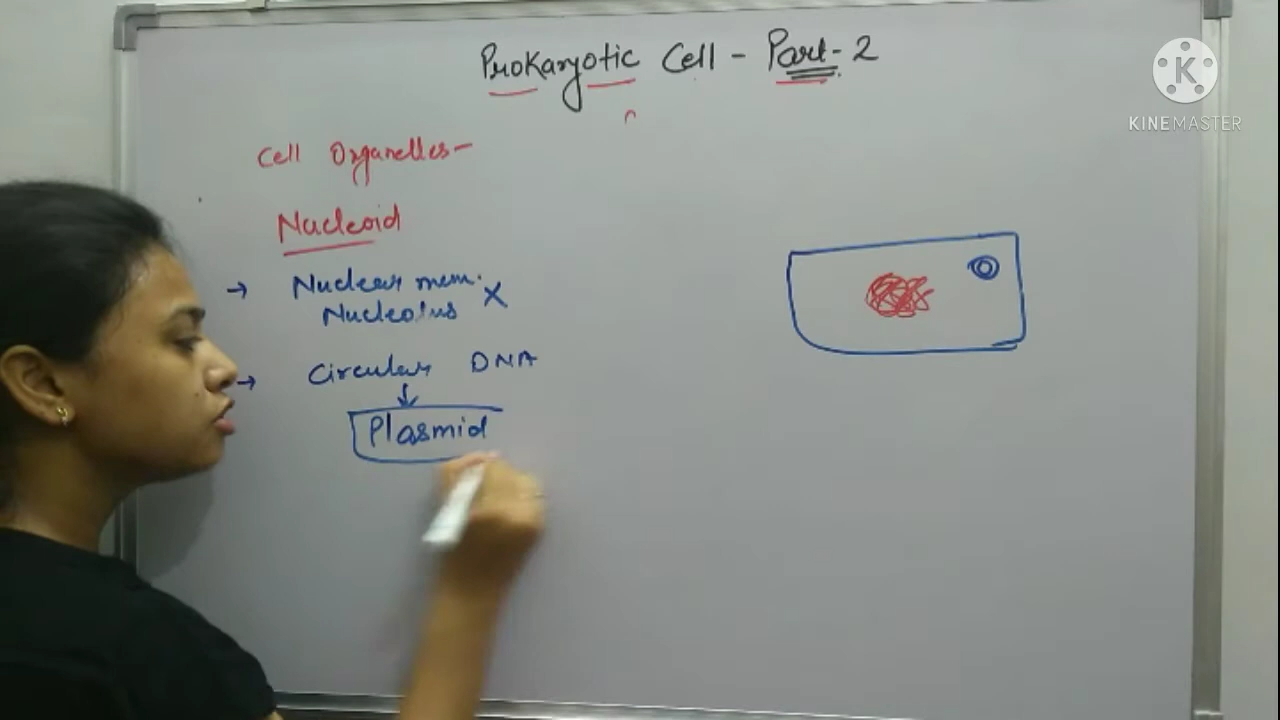 Prokaryotic Cell - Part-2
K
KINEMASTER
Cell Organelles-
Nucleoid
→ Nuclear mem. X
Nucleolus
→ Circular DNA
↓
Plasmid